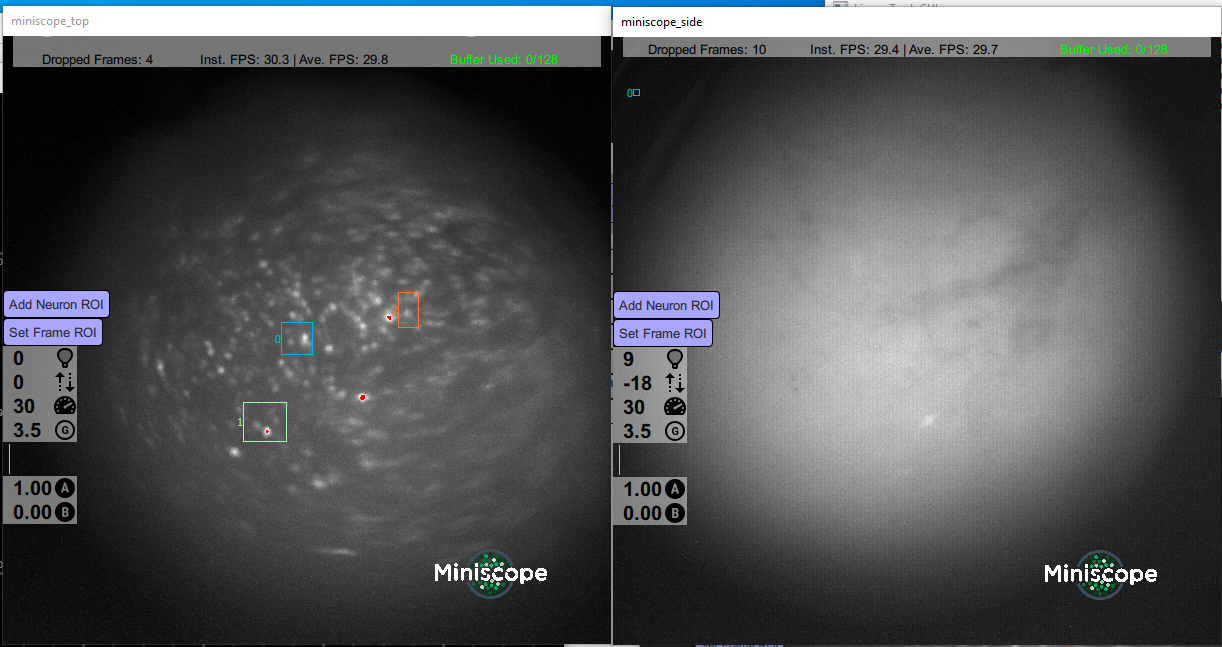 miniscope_top
Dropped Frames: 4 Inst. FPS: 30.3 | Ave. FPS: 29.8 Buffer Used: 0/128
0
1
Add Neuron ROI
Set Frame ROI
0
0
30
3.5 G
1.00 A
0.00 B
Miniscope
miniscope_side
Dropped Frames: 10 Inst. FPS: 29.4 | Ave. FPS: 29.7 Buffer Used: 0/128
0
Add Neuron ROI
Set Frame ROI
9
-18
30
3.5 G
1.00 A
0.00 B
Miniscope